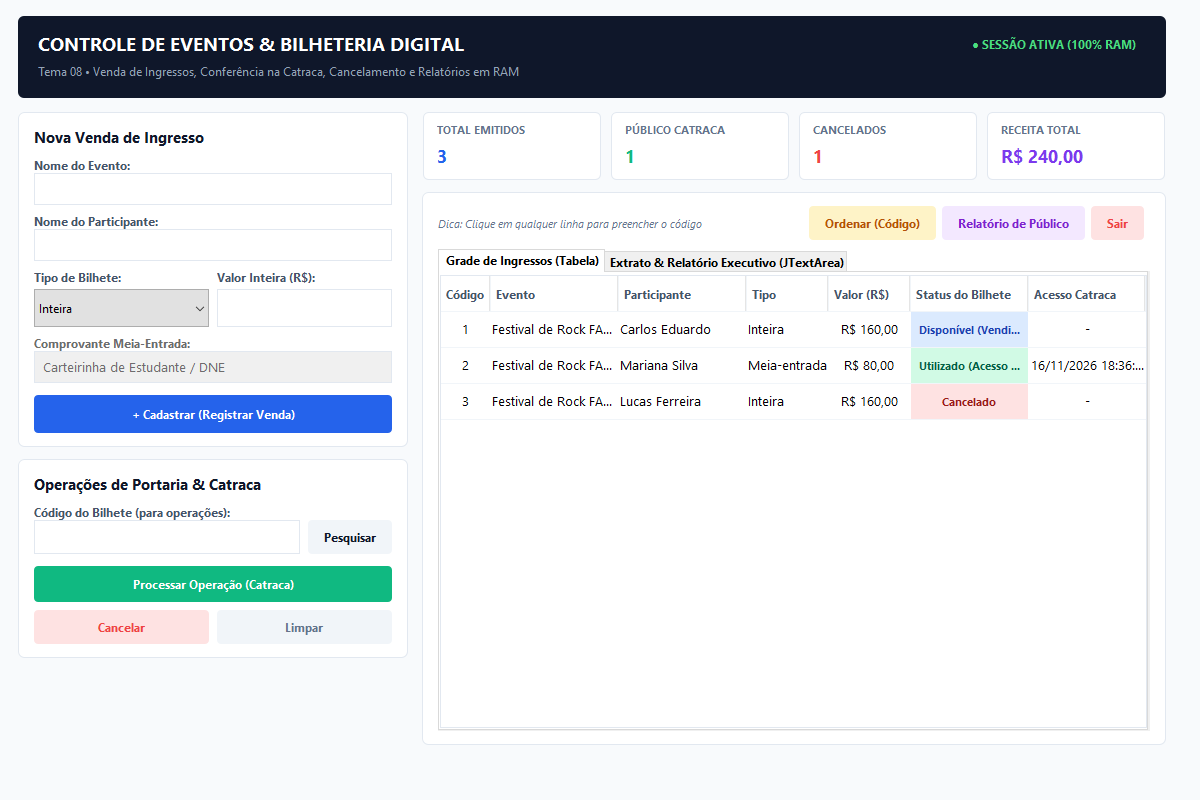 CONTROLE DE EVENTOS & BILHETERIA DIGITAL
● SESSÃO ATIVA (100% RAM)
Tema 08 • Venda de Ingressos, Conferência na Catraca, Cancelamento e Relatórios em RAM
Nova Venda de Ingresso
Nome do Evento:
Nome do Participante:
Tipo de Bilhete: Valor Inteira (R$):
Inteira
Comprovante Meia-Entrada:
Carteirinha de Estudante / DNE
+ Cadastrar (Registrar Venda)
Operações de Portaria & Catraca
Código do Bilhete (para operações):
Pesquisar
Processar Operação (Catraca)
Cancelar Limpar
TOTAL EMITIDOS PÚBLICO CATRACA CANCELADOS RECEITA TOTAL
3 1 1 R$ 240,00
Dica: Clique em qualquer linha para preencher o código Ordenar (Código) Relatório de Público Sair
Grade de Ingressos (Tabela) Extrato & Relatório Executivo (JTextArea)
Código Evento Participante Tipo Valor (R$) Status do Bilhete Acesso Catraca
1 Festival de Rock FA... Carlos Eduardo Inteira R$ 160,00 Disponível (Vendi... -
2 Festival de Rock FA... Mariana Silva Meia-entrada R$ 80,00 Utilizado (Acesso ... 16/11/2026 18:36:...
3 Festival de Rock FA... Lucas Ferreira Inteira R$ 160,00 Cancelado -